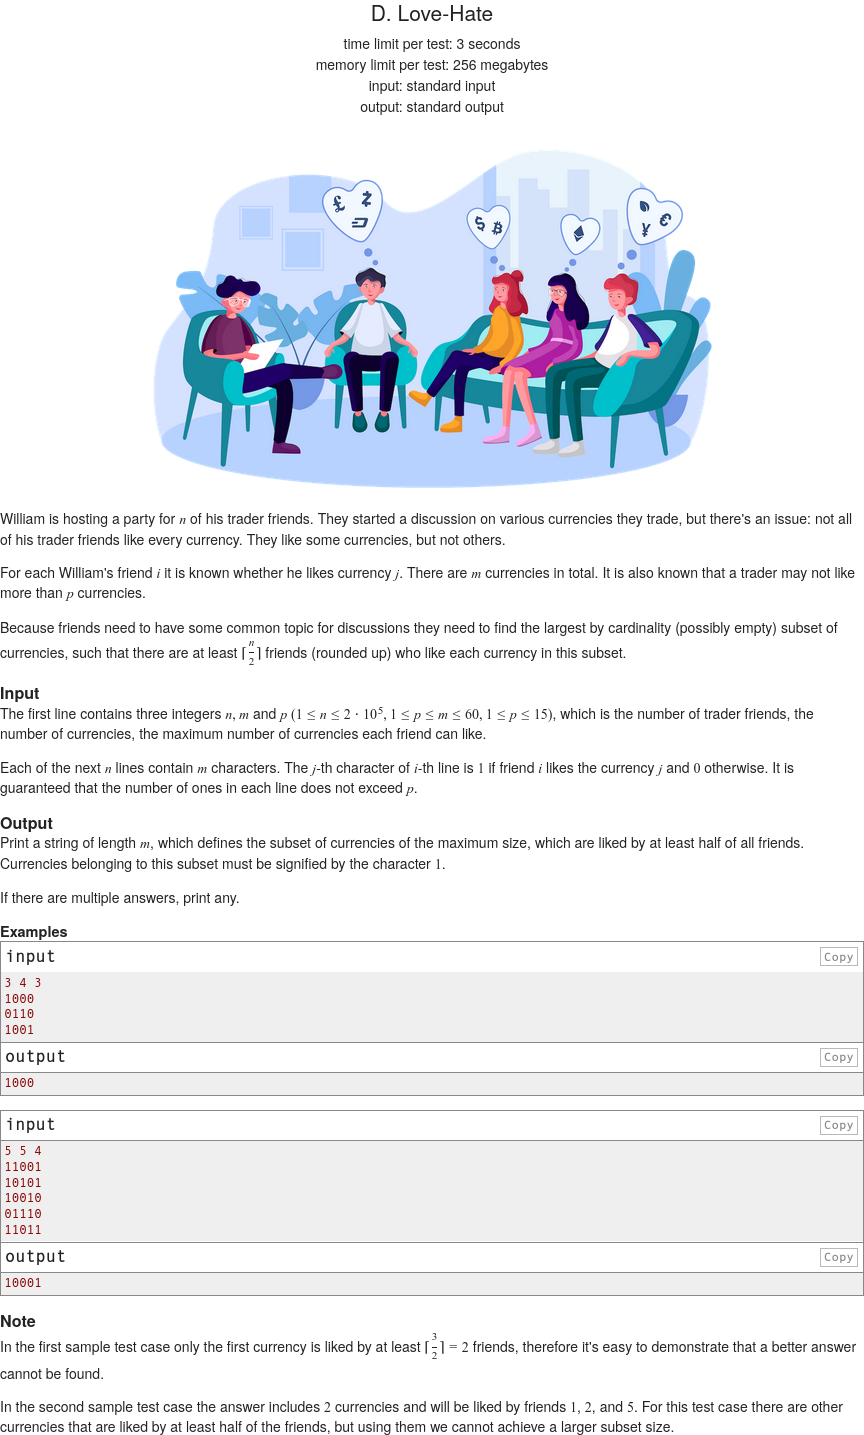 D. Love-Hate
time limit per test: 3 seconds
memory limit per test: 256 megabytes
input: standard input
output: standard output
William is hosting a party for n of his trader friends. They started a discussion on various currencies they trade, but there's an issue: not all
of his trader friends like every currency. They like some currencies, but not others.
For each William's friend i it is known whether he likes currency j. There are m currencies in total. It is also known that a trader may not like
more than p currencies.
Because friends need to have some common topic for discussions they need to find the largest by cardinality (possibly empty) subset of
currencies, such that there are at least ⌈n/2⌉ friends (rounded up) who like each currency in this subset.
Input
The first line contains three integers n, m and p (1 ≤ n ≤ 2 · 10⁵, 1 ≤ p ≤ m ≤ 60, 1 ≤ p ≤ 15), which is the number of trader friends, the
number of currencies, the maximum number of currencies each friend can like.
Each of the next n lines contain m characters. The j-th character of i-th line is 1 if friend i likes the currency j and 0 otherwise. It is
guaranteed that the number of ones in each line does not exceed p.
Output
Print a string of length m, which defines the subset of currencies of the maximum size, which are liked by at least half of all friends.
Currencies belonging to this subset must be signified by the character 1.
If there are multiple answers, print any.
Examples
input Copy
3 4 3
1000
0110
1001
output Copy
1000
input Copy
5 5 4
11001
10101
10010
01110
11011
output Copy
10001
Note
In the first sample test case only the first currency is liked by at least ⌈3/2⌉ = 2 friends, therefore it's easy to demonstrate that a better answer
cannot be found.
In the second sample test case the answer includes 2 currencies and will be liked by friends 1, 2, and 5. For this test case there are other
currencies that are liked by at least half of the friends, but using them we cannot achieve a larger subset size.